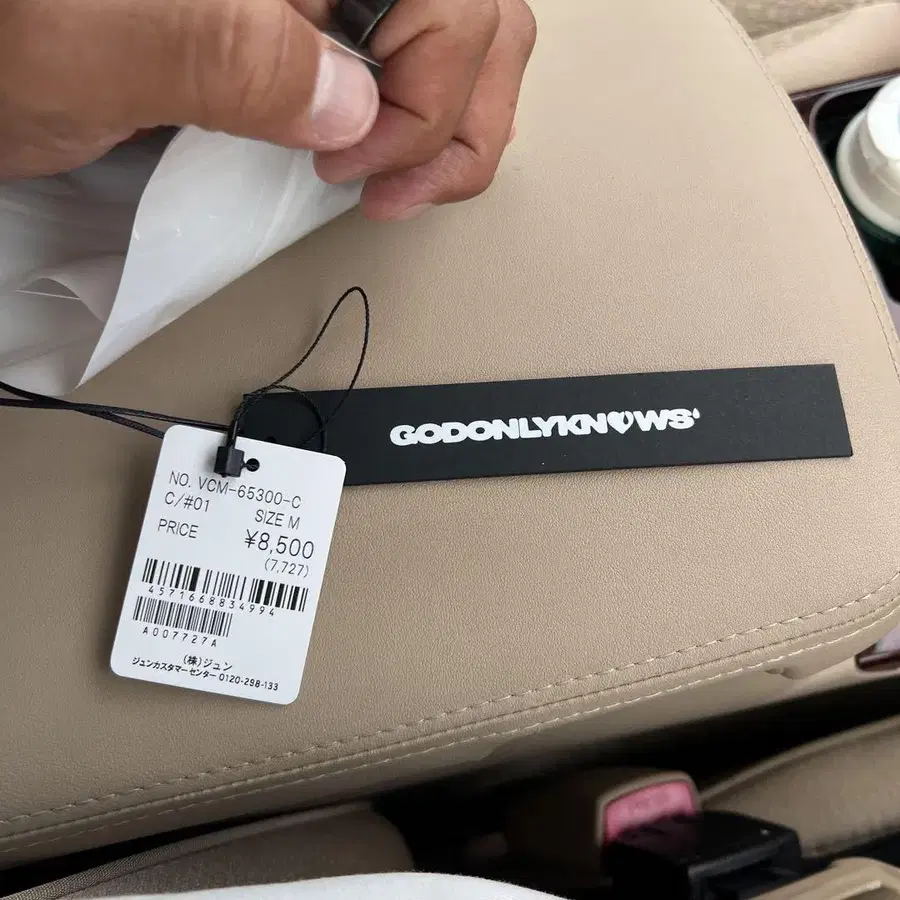 GODONLYKNOWS'
NO. VCM-65300-C
C/#01 SIZE M
PRICE ¥8,500
(7,727)
4571668834994
A007727A
(株)ジュン
ジュンカスタマーセンター 0120-298-133